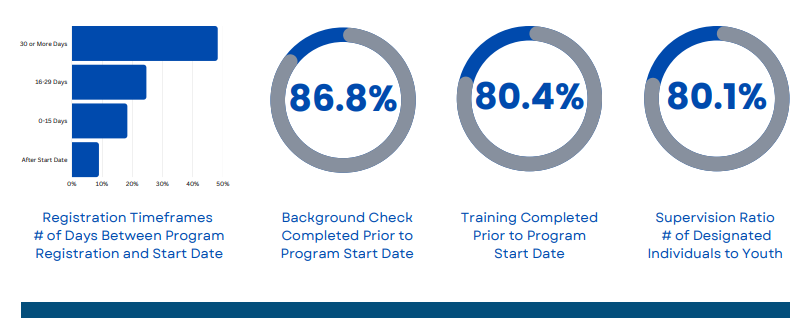 30 or More Days
16-29 Days
0-15 Days
After Start Date
0% 10% 20% 30% 40% 50%
Registration Timeframes
# of Days Between Program
Registration and Start Date
86.8%
Background Check
Completed Prior to
Program Start Date
80.4%
Training Completed
Prior to Program
Start Date
80.1%
Supervision Ratio
# of Designated
Individuals to Youth